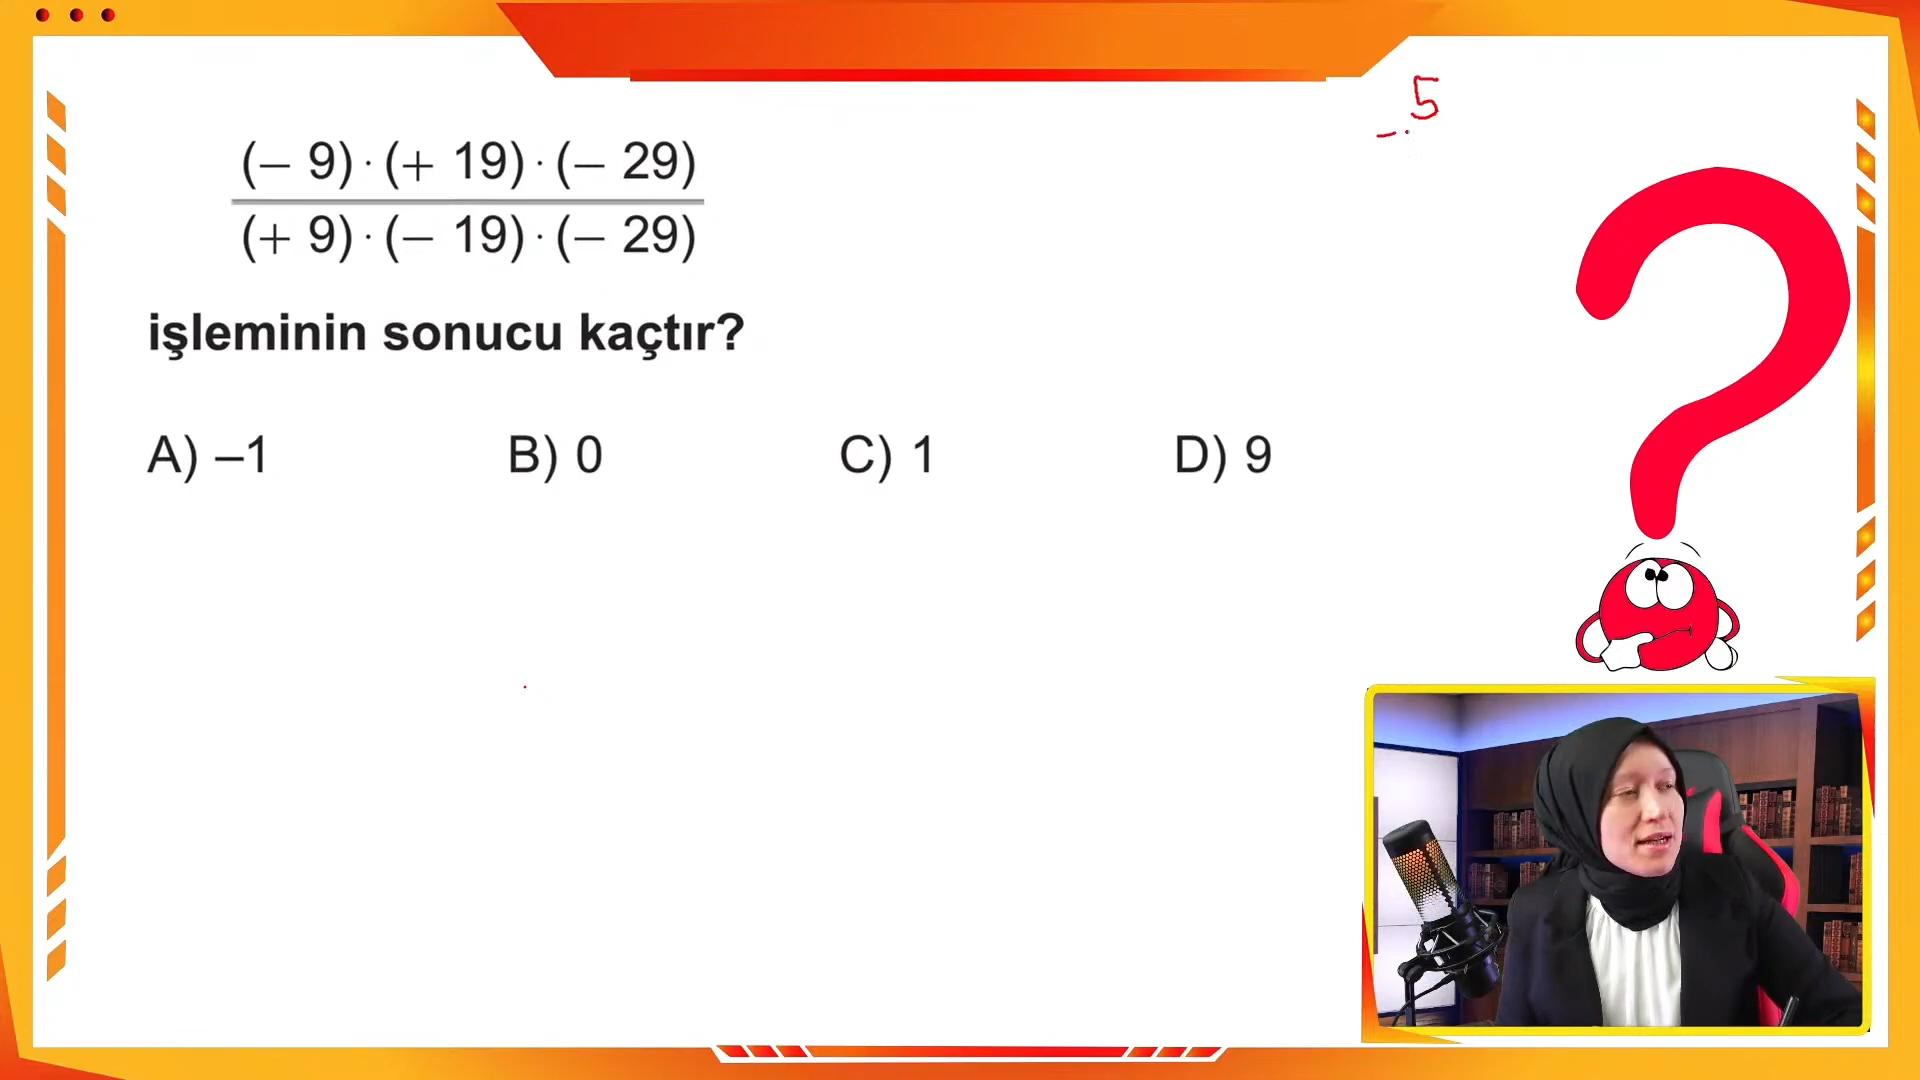 5
-.
(– 9) · (+ 19) · (– 29)
(+ 9) · (– 19) · (– 29)
işleminin sonucu kaçtır?
A) –1 B) 0 C) 1 D) 9
?